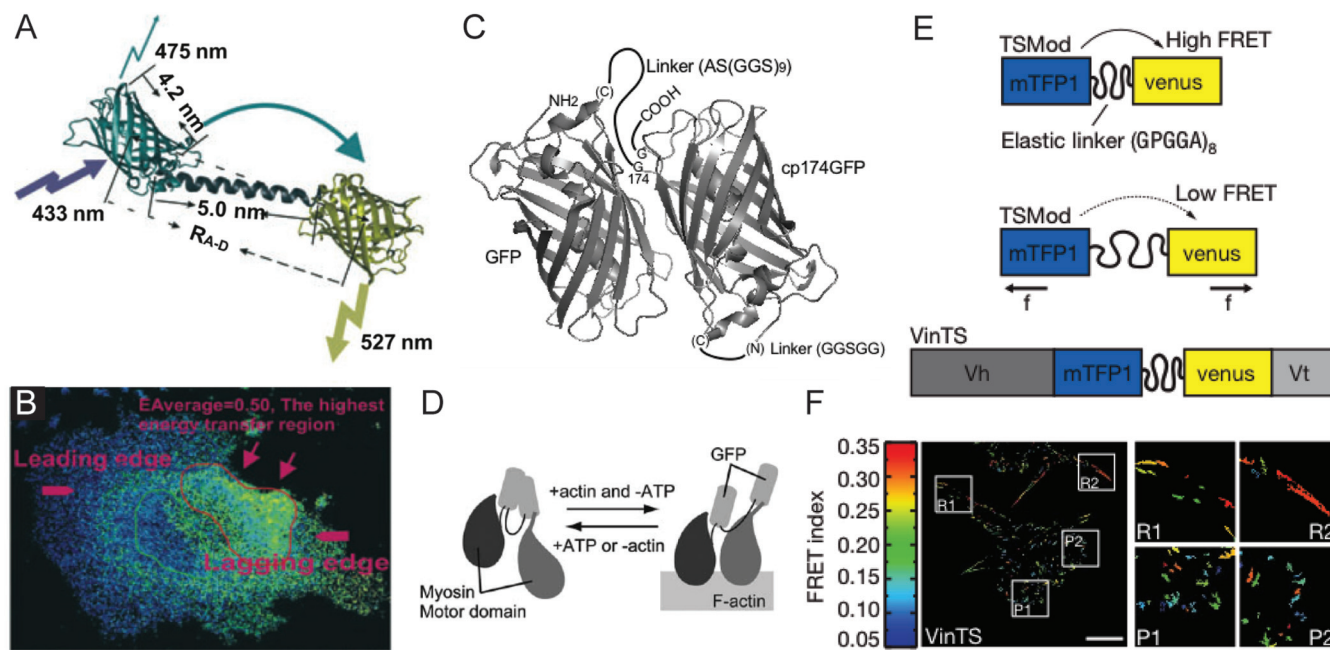 A
475 nm
4.2 nm
433 nm
5.0 nm
R_A-D
527 nm
B
EAverage=0.50, The highest
energy transfer region
Leading edge
Lagging edge
C
Linker (AS(GGS)9)
(C)
NH2
COOH
G
G
174
cp174GFP
GFP
(C)
(N)
Linker (GGSGG)
D
GFP
+actin and -ATP
+ATP or -actin
Myosin
Motor domain
F-actin
E
TSMod
High FRET
mTFP1
venus
Elastic linker (GPGGA)8
TSMod
Low FRET
mTFP1
venus
f
f
VinTS
Vh
mTFP1
venus
Vt
F
FRET index
0.35
0.30
0.25
0.20
0.15
0.10
0.05
R1
R2
P2
P1
VinTS
R1
R2
P1
P2